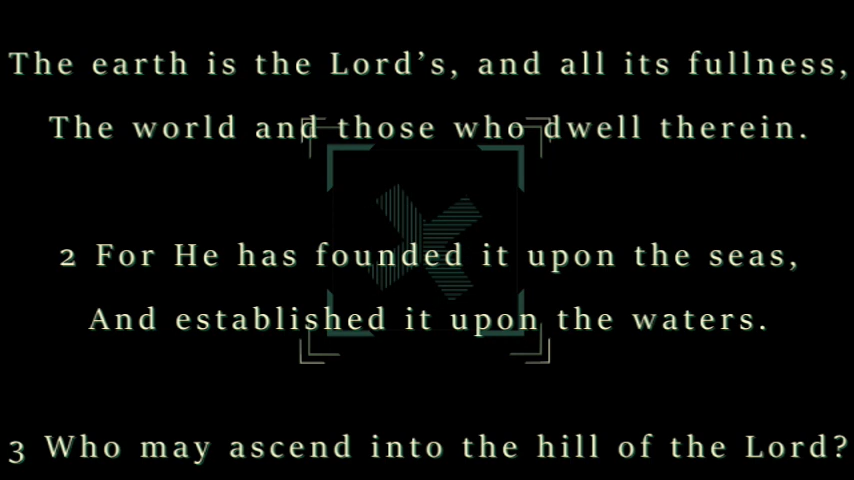 The earth is the Lord’s, and all its fullness,
The world and those who dwell therein.
2 For He has founded it upon the seas,
And established it upon the waters.
3 Who may ascend into the hill of the Lord?